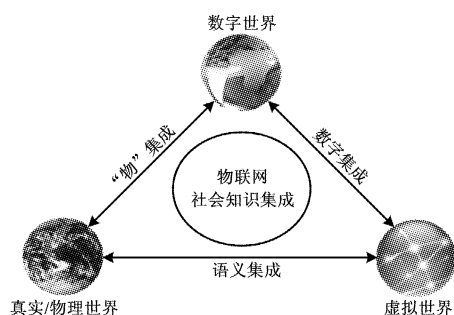 数字世界
“物”集成
数字集成
物联网
社会知识集成
语义集成
真实/物理世界
虚拟世界